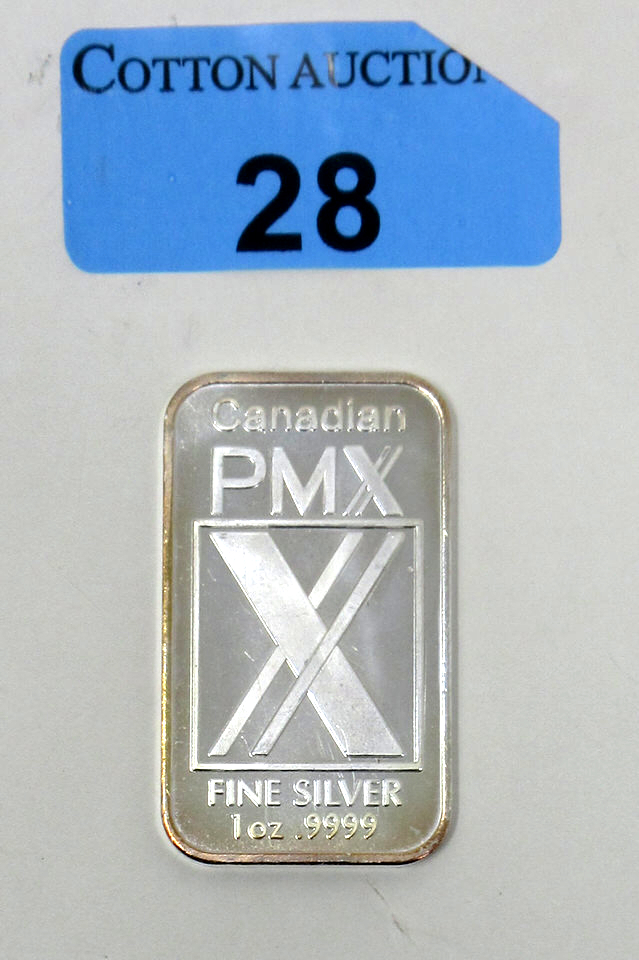 COTTON AUCTION
28
Canadian
PMX
X
FINE SILVER
1oz .9999